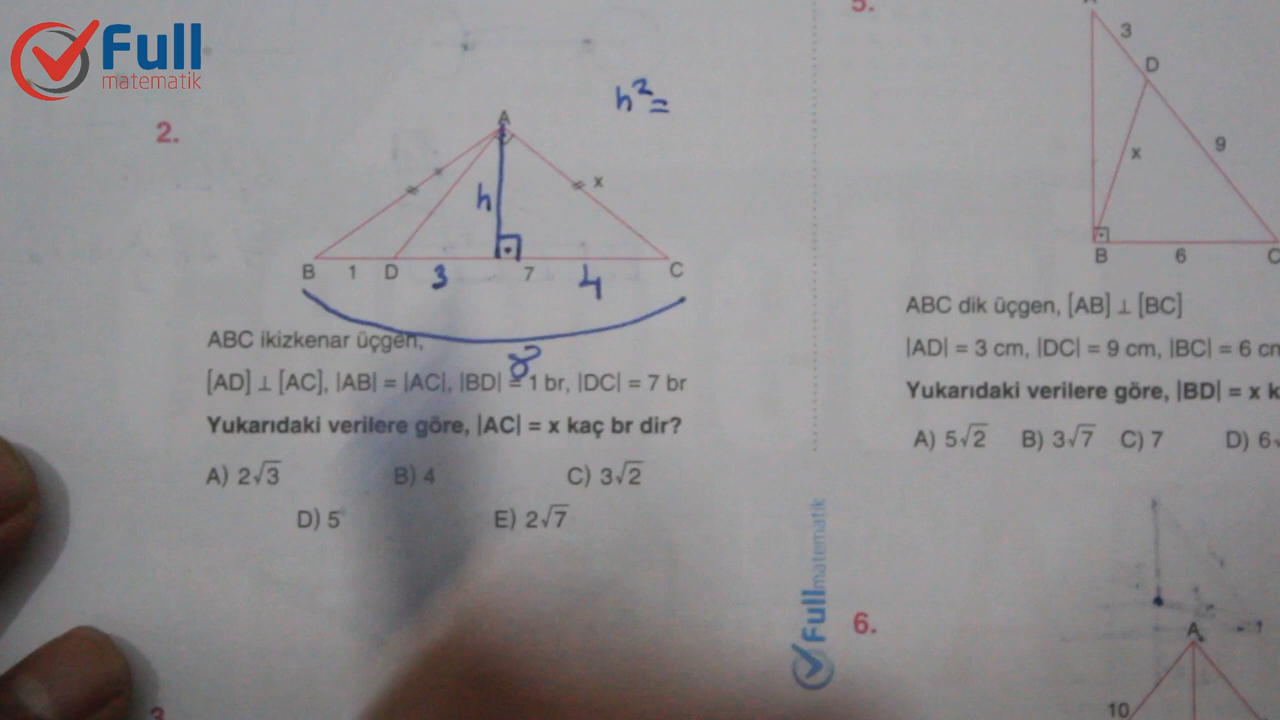 Full
matematik
2.
h²=
A
h
x
B 1 D 3 7 4 C
8
ABC ikizkenar üçgen,
[AD] ⊥ [AC], |AB| = |AC|, |BD| = 1 br, |DC| = 7 br
Yukarıdaki verilere göre, |AC| = x kaç br dir?
A) 2√3 B) 4 C) 3√2
D) 5 E) 2√7
3
5.
3
D
x
9
B 6 C
ABC dik üçgen, [AB] ⊥ [BC]
|AD| = 3 cm, |DC| = 9 cm, |BC| = 6 cm
Yukarıdaki verilere göre, |BD| = x
A) 5√2 B) 3√7 C) 7 D) 6
Fullmatematik
6.
A
10